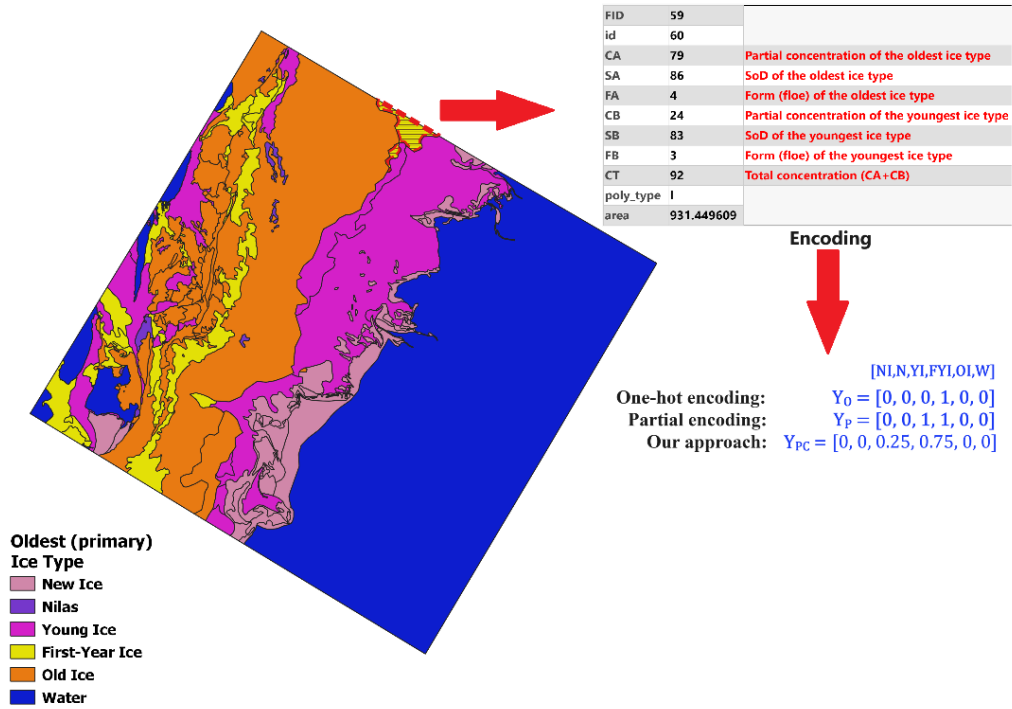 FID 59
id 60
CA 79 Partial concentration of the oldest ice type
SA 86 SoD of the oldest ice type
FA 4 Form (floe) of the oldest ice type
CB 24 Partial concentration of the youngest ice type
SB 83 SoD of the youngest ice type
FB 3 Form (floe) of the youngest ice type
CT 92 Total concentration (CA+CB)
poly_type I
area 931.449609
Encoding
[NI,N,YI,FYI,OI,W]
One-hot encoding: Y_O = [0, 0, 0, 1, 0, 0]
Partial encoding: Y_P = [0, 0, 1, 1, 0, 0]
Our approach: Y_PC = [0, 0, 0.25, 0.75, 0, 0]
Oldest (primary)
Ice Type
New Ice
Nilas
Young Ice
First-Year Ice
Old Ice
Water